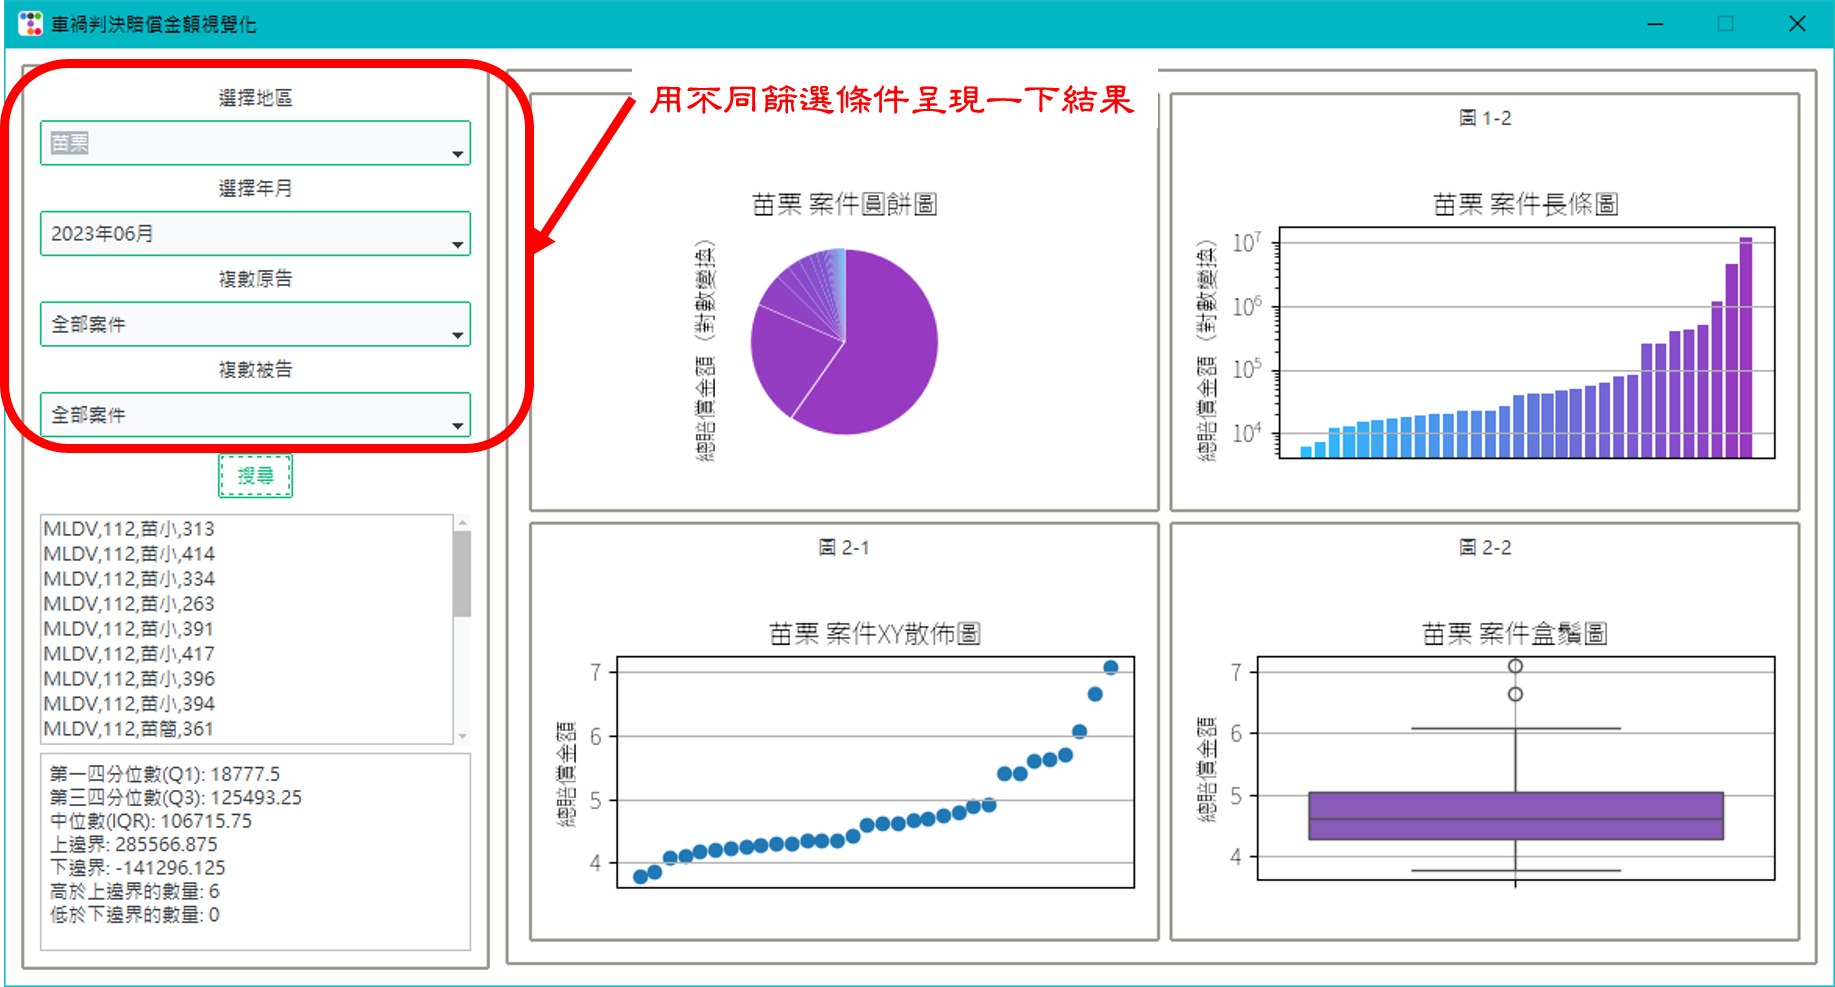 車禍判決賠償金額視覺化
選擇地區
苗栗
選擇年月
2023年06月
複數原告
全部案件
複數被告
全部案件
搜尋
MLDV,112,苗小,313
MLDV,112,苗小,414
MLDV,112,苗小,334
MLDV,112,苗小,263
MLDV,112,苗小,391
MLDV,112,苗小,417
MLDV,112,苗小,396
MLDV,112,苗小,394
MLDV,112,苗簡,361
第一四分位數(Q1): 18777.5
第三四分位數(Q3): 125493.25
中位數(IQR): 106715.75
上邊界: 285566.875
下邊界: -141296.125
高於上邊界的數量: 6
低於下邊界的數量: 0
用不同篩選條件呈現一下結果
苗栗 案件圓餅圖
總賠償金額（對數變換）
圖 1-2
苗栗 案件長條圖
總賠償金額（對數變換）
10⁷
10⁶
10⁵
10⁴
圖 2-1
苗栗 案件XY散佈圖
總賠償金額
7
6
5
4
圖 2-2
苗栗 案件盒鬚圖
總賠償金額
7
6
5
4